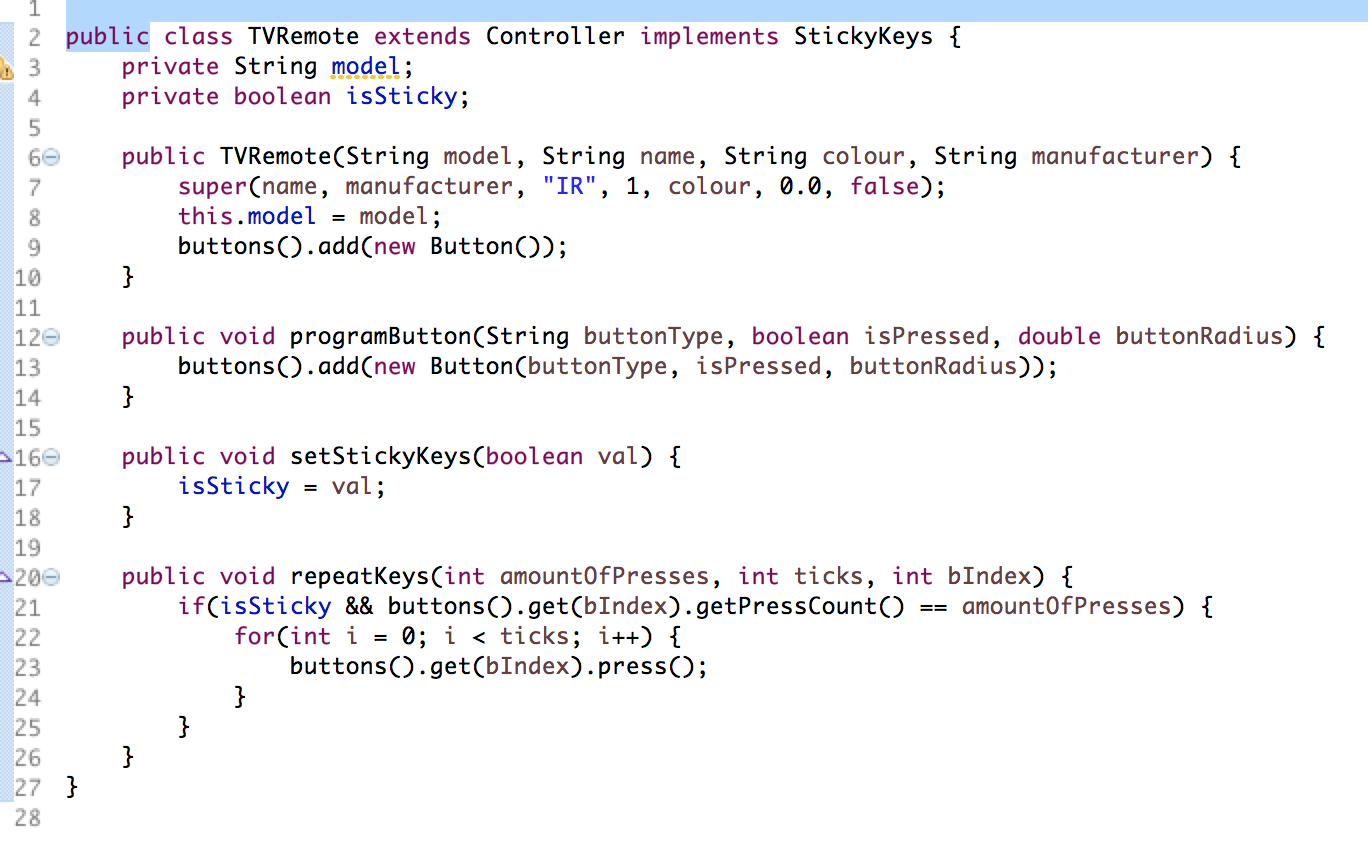 1
2 public class TVRemote extends Controller implements StickyKeys {
3     private String model;
4     private boolean isSticky;
5
6     public TVRemote(String model, String name, String colour, String manufacturer) {
7         super(name, manufacturer, "IR", 1, colour, 0.0, false);
8         this.model = model;
9         buttons().add(new Button());
10     }
11
12     public void programButton(String buttonType, boolean isPressed, double buttonRadius) {
13         buttons().add(new Button(buttonType, isPressed, buttonRadius));
14     }
15
16     public void setStickyKeys(boolean val) {
17         isSticky = val;
18     }
19
20     public void repeatKeys(int amountOfPresses, int ticks, int bIndex) {
21         if(isSticky && buttons().get(bIndex).getPressCount() == amountOfPresses) {
22             for(int i = 0; i < ticks; i++) {
23                 buttons().get(bIndex).press();
24             }
25         }
26     }
27 }
28